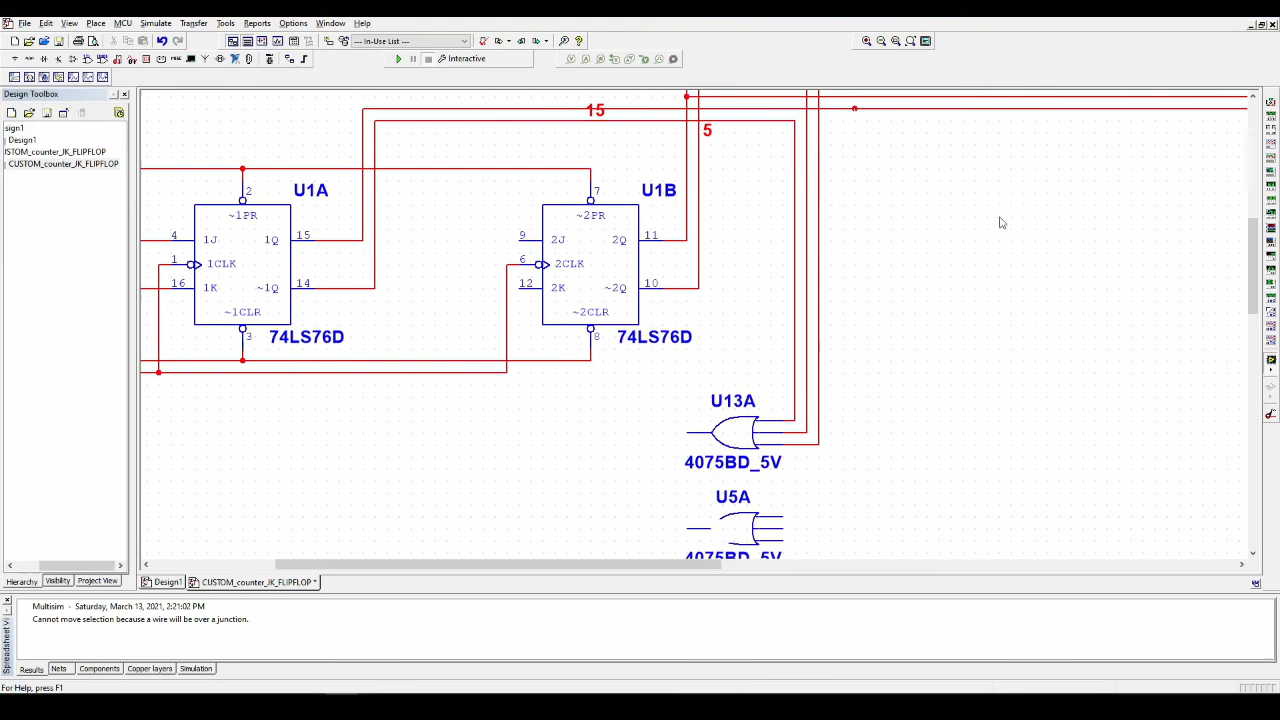 File Edit View Place MCU Simulate Transfer Tools Reports Options Window Help
--- In-Use List ---
Interactive
Design Toolbox
sign1
Design1
ISTOM_counter_JK_FLIPFLOP
CUSTOM_counter_JK_FLIPFLOP
15
5
U1A
U1B
2
7
~1PR
~2PR
4 1J 1Q 15
9 2J 2Q 11
1 1CLK
6 2CLK
16 1K ~1Q 14
12 2K ~2Q 10
~1CLR
~2CLR
3 74LS76D
8 74LS76D
U13A
4075BD_5V
U5A
4075BD_5V
Hierarchy Visibility Project View
Design1 CUSTOM_counter_JK_FLIPFLOP *
Spreadsheet View
Multisim - Saturday, March 13, 2021, 2:21:02 PM
Cannot move selection because a wire will be over a junction.
Results Nets Components Copper layers Simulation
For Help, press F1